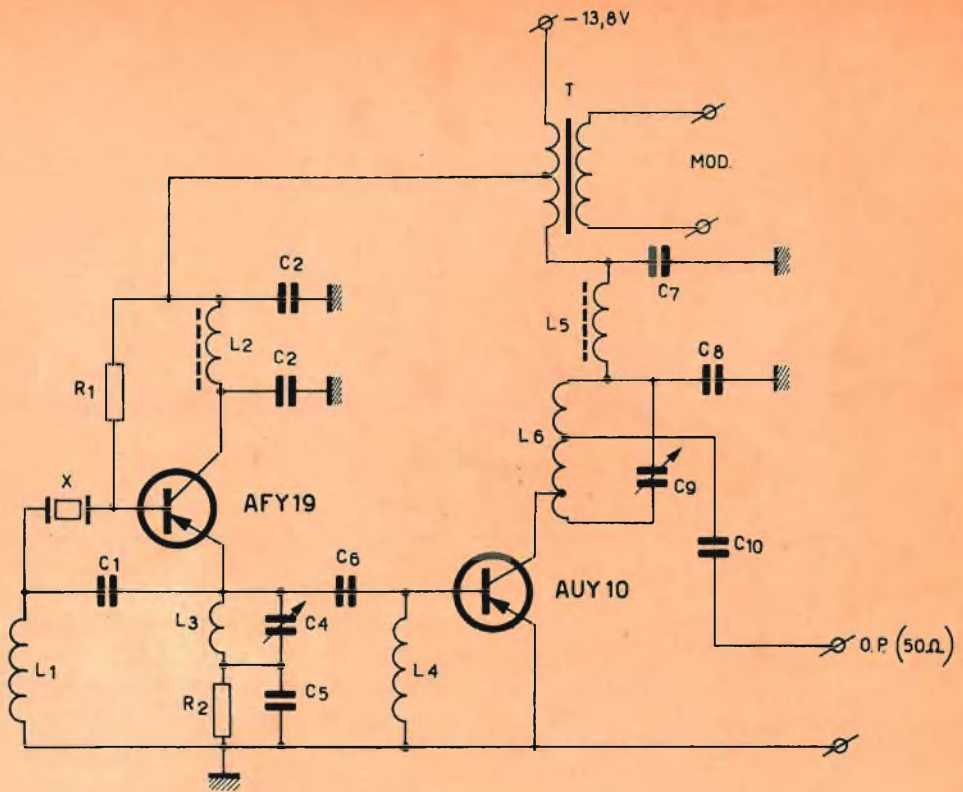 –13,8V
T
MOD.
C2
C7
L2
L5
C2
C8
R1
L6
X
AFY19
C9
C1
C6
C10
AUY10
L3
C4
O.P. (50Ω)
L1
R2
C5
L4